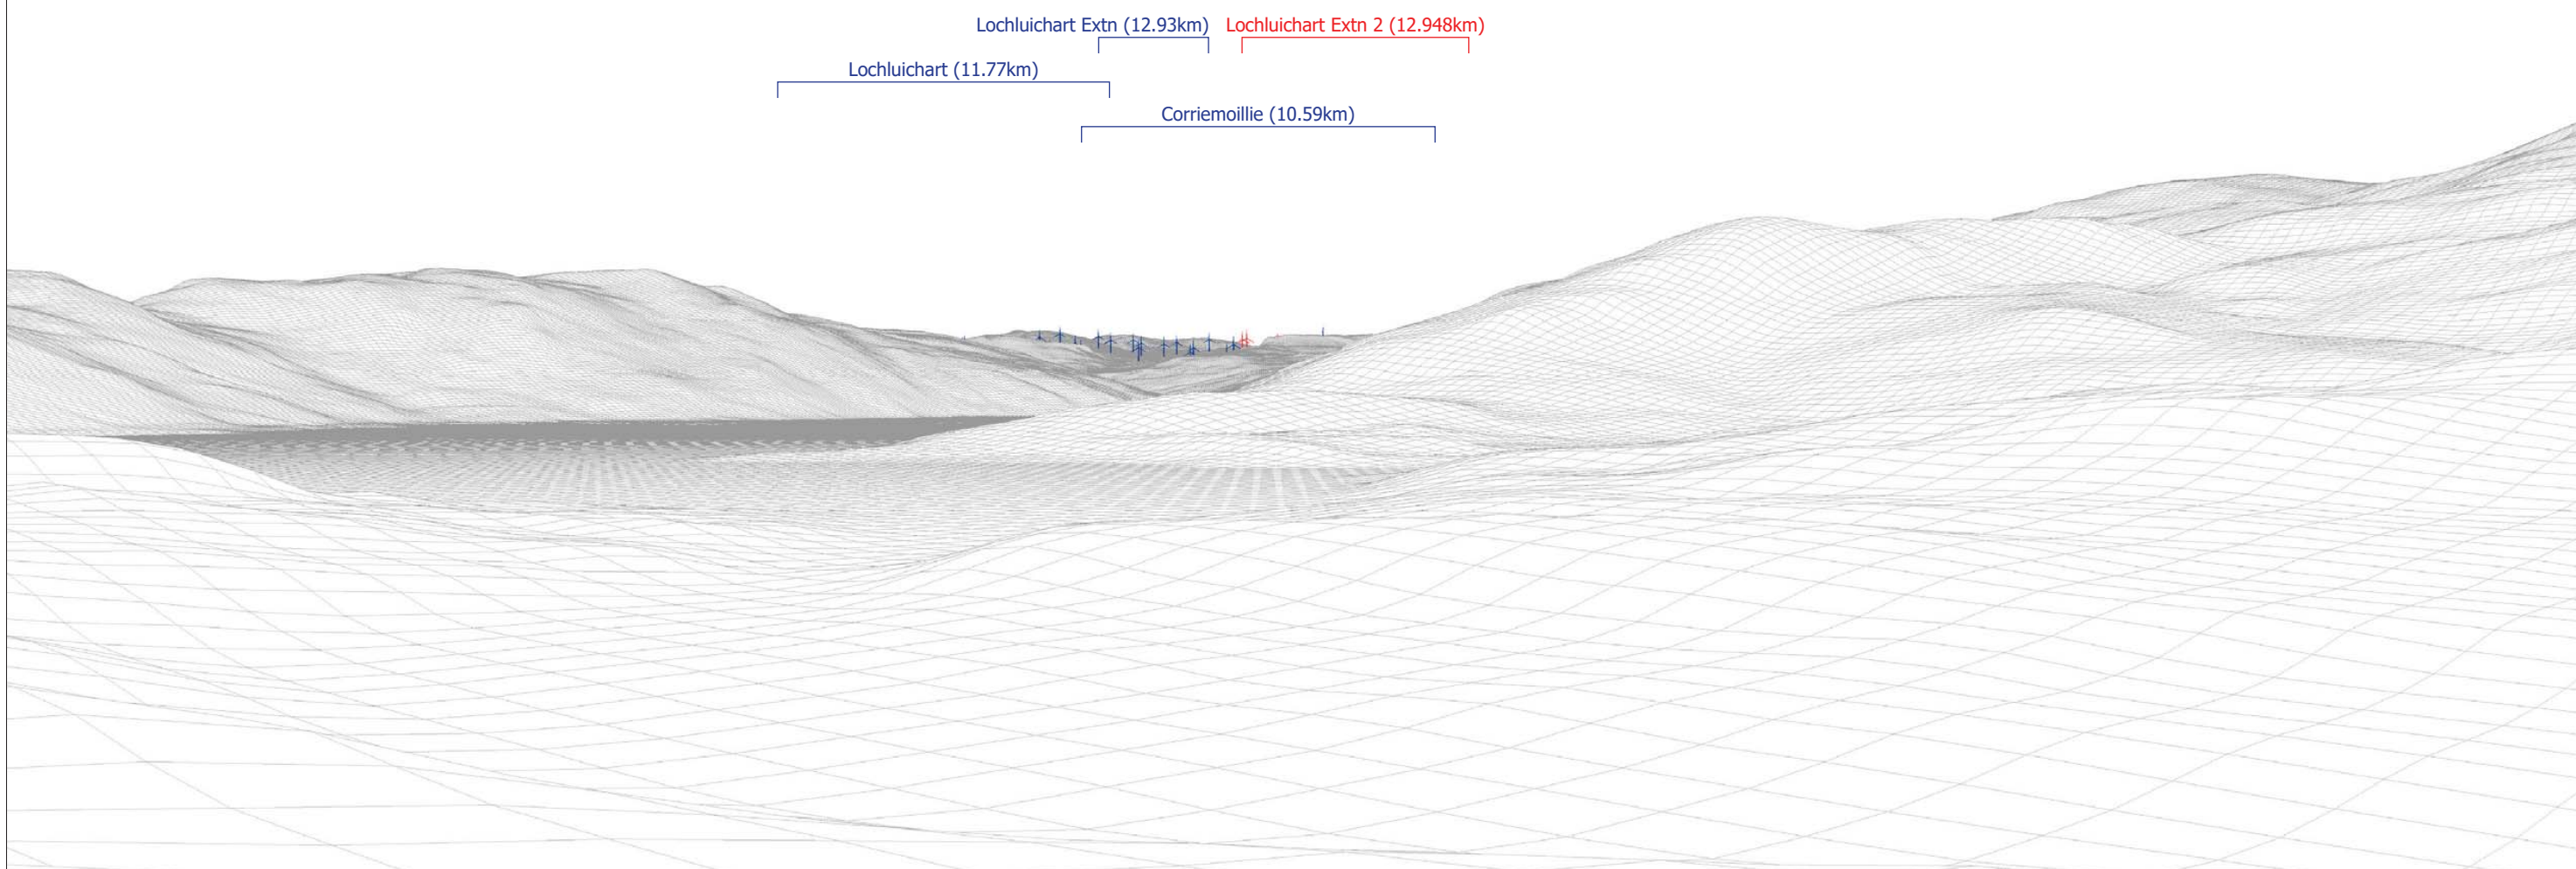 Lochluichart Extn (12.93km) Lochluichart Extn 2 (12.948km)
Lochluichart (11.77km)
Corriemoillie (10.59km)